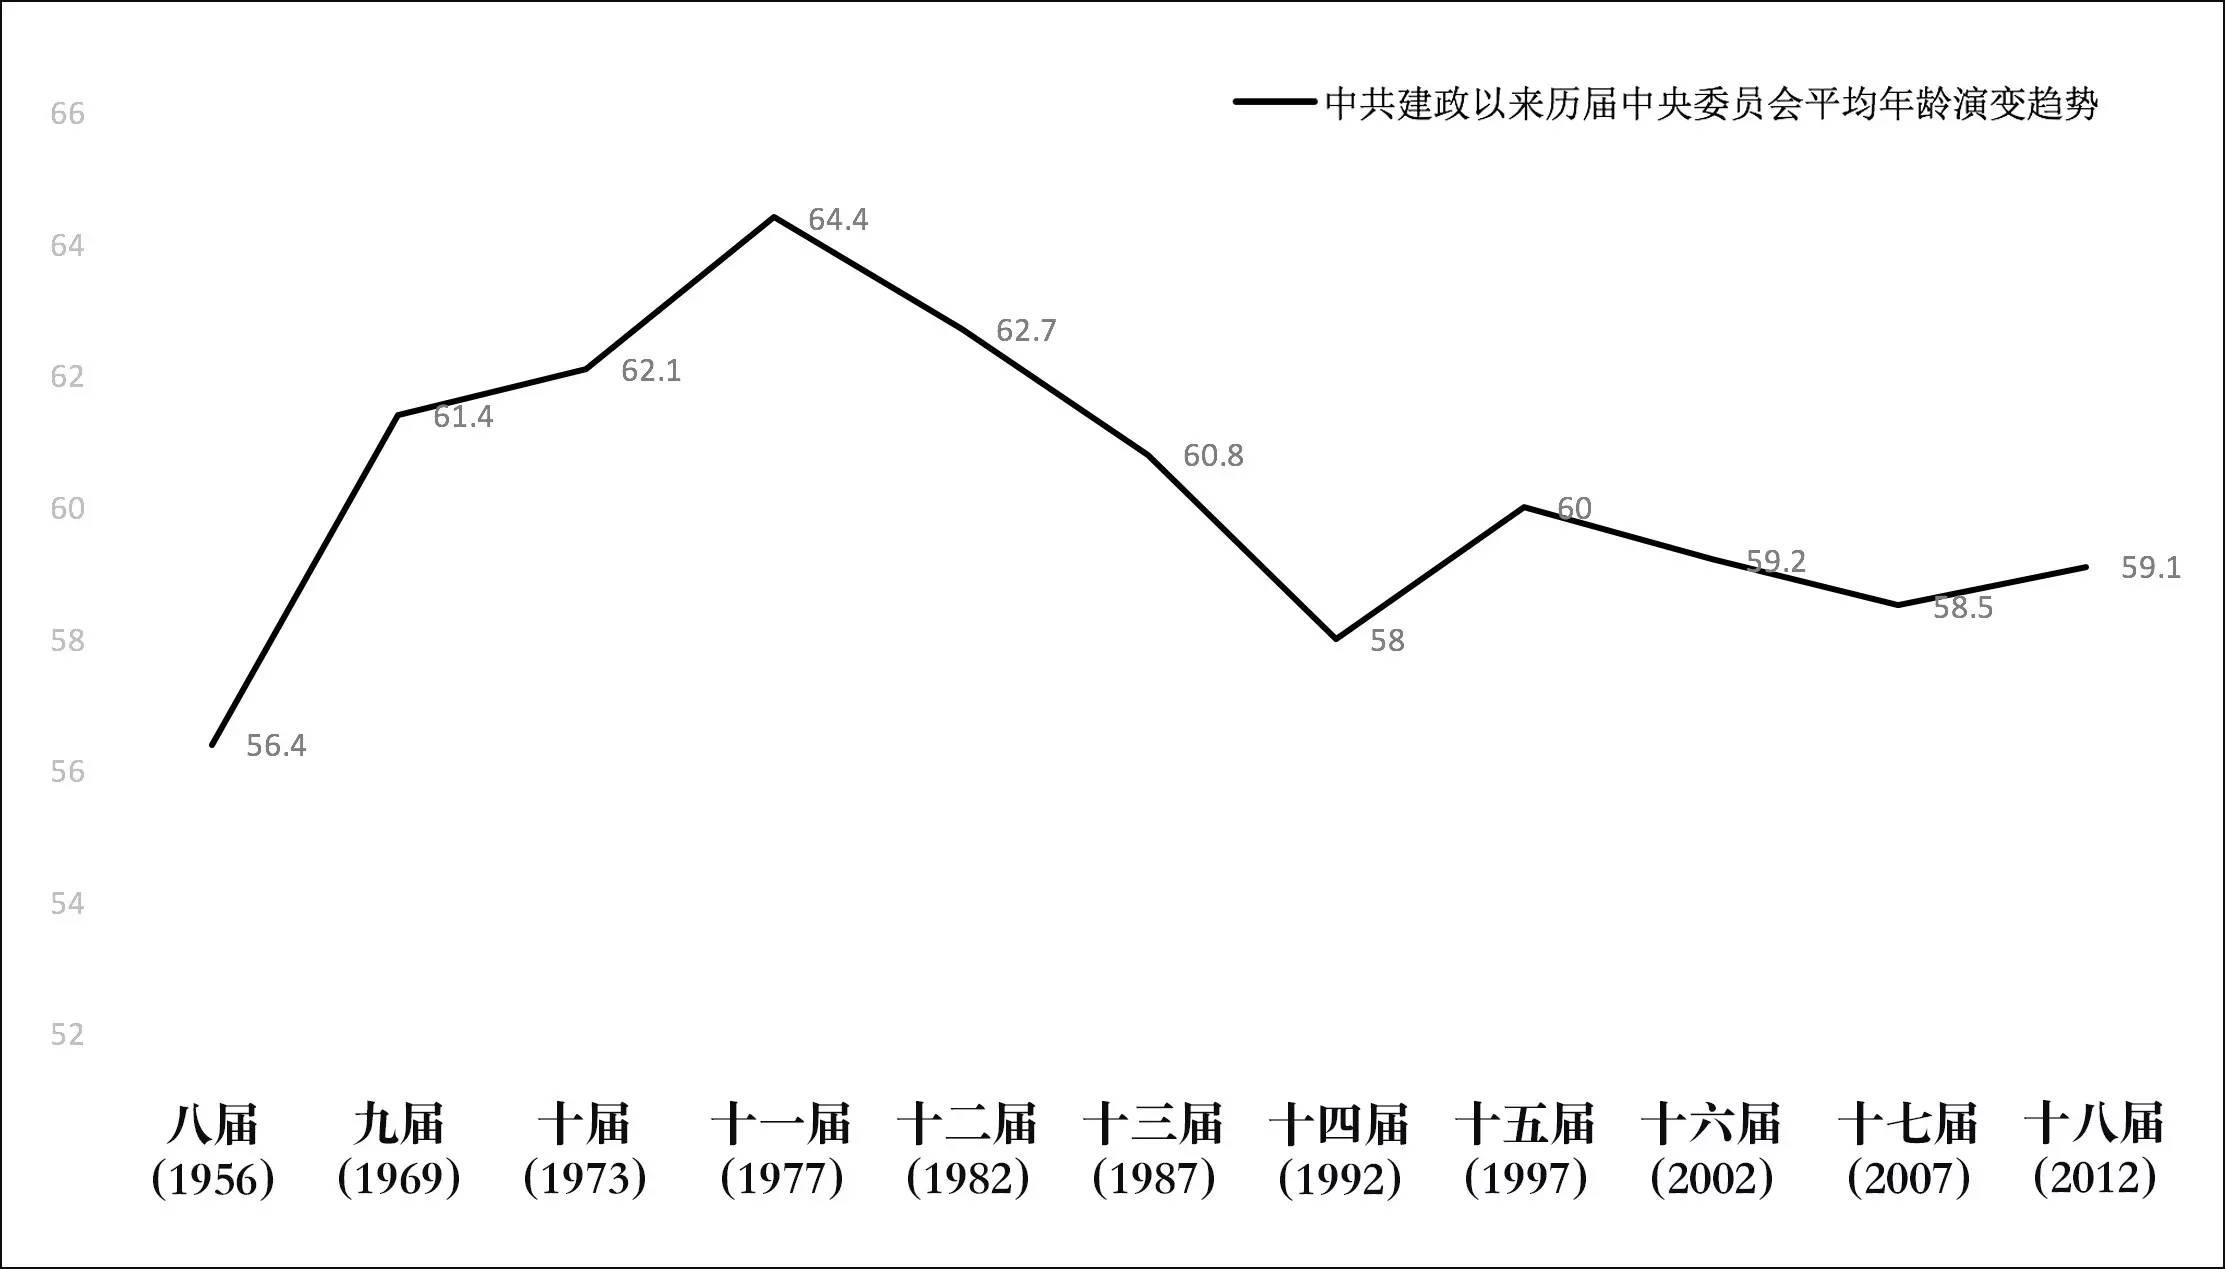 中共建政以来历届中央委员会平均年龄演变趋势
66
64
62
60
58
56
54
52
56.4
61.4
62.1
64.4
62.7
60.8
58
60
59.2
58.5
59.1
八届
(1956)
九届
(1969)
十届
(1973)
十一届
(1977)
十二届
(1982)
十三届
(1987)
十四届
(1992)
十五届
(1997)
十六届
(2002)
十七届
(2007)
十八届
(2012)